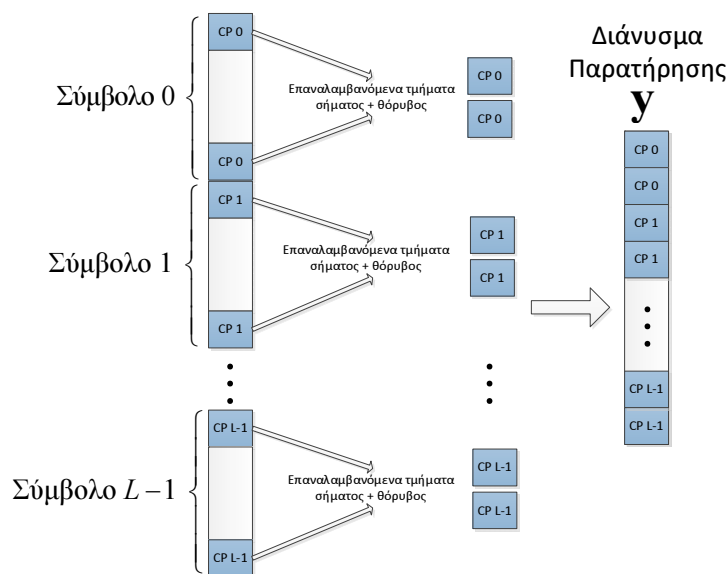 CP 0
Σύμβολο 0
CP 0
Επαναλαμβανόμενα τμήματα
σήματος + θόρυβος
CP 0
CP 0
CP 1
Σύμβολο 1
CP 1
Επαναλαμβανόμενα τμήματα
σήματος + θόρυβος
CP 1
CP 1
CP L-1
Σύμβολο L–1
CP L-1
Επαναλαμβανόμενα τμήματα
σήματος + θόρυβος
CP L-1
CP L-1
Διάνυσμα
Παρατήρησης
y
CP 0
CP 0
CP 1
CP 1
CP L-1
CP L-1